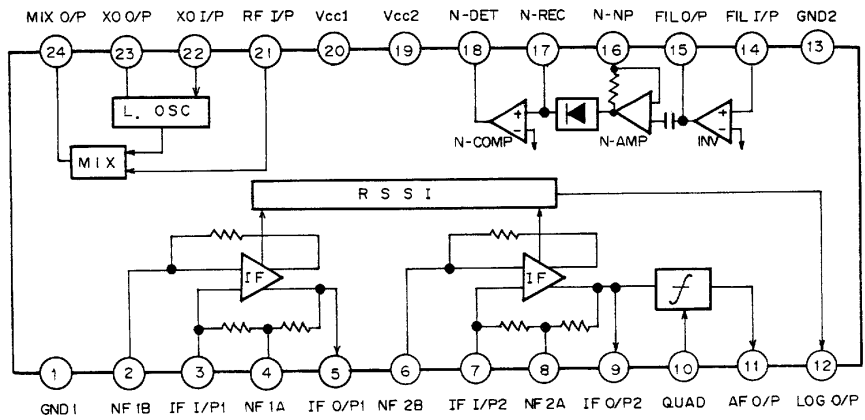 MIX O/P XO O/P XO I/P RF I/P Vcc1 Vcc2 N-DET N-REC N-NP FIL O/P FIL I/P GND2
24 23 22 21 20 19 18 17 16 15 14 13
L. OSC
MIX
+ - + -
N-COMP N-AMP INV
RSSI
IF IF
f
1 2 3 4 5 6 7 8 9 10 11 12
GND1 NF1B IF I/P1 NF1A IF O/P1 NF2B IF I/P2 NF2A IF O/P2 QUAD AF O/P LOG O/P